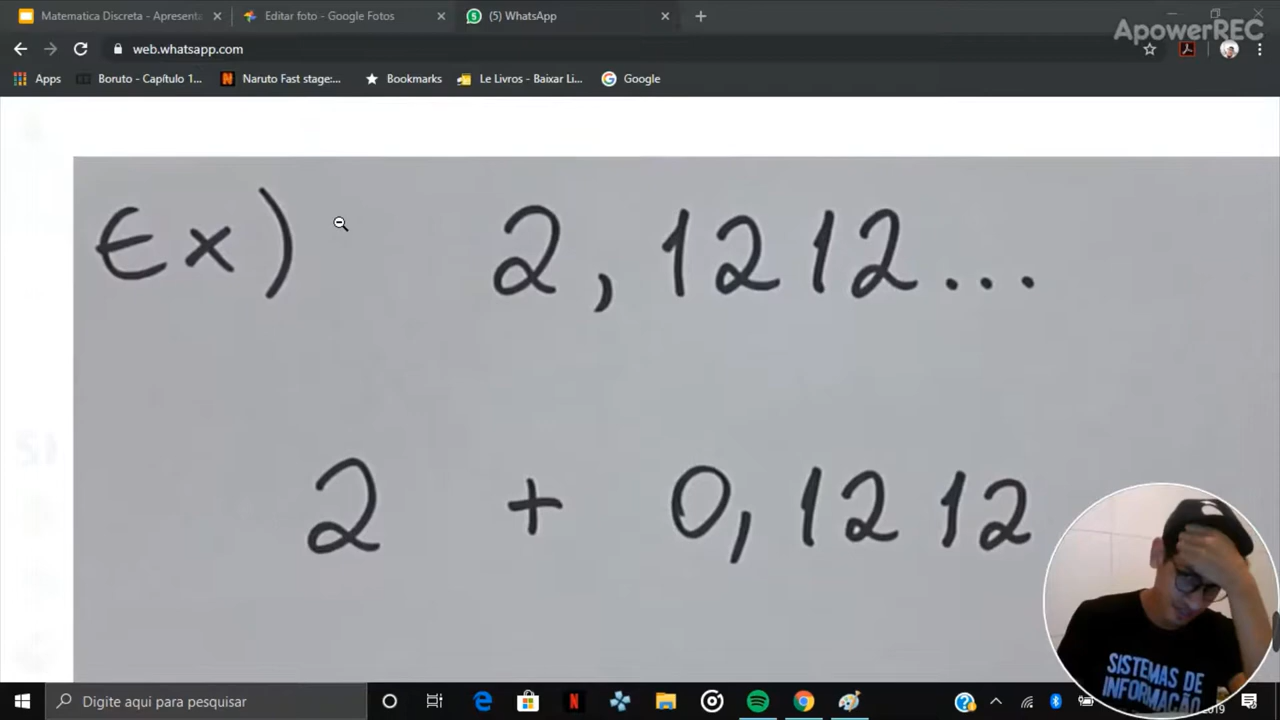 Matematica Discreta - Apresenta
Editar foto - Google Fotos
(5) WhatsApp
ApowerREC
web.whatsapp.com
Apps
Boruto - Capítulo 1...
Naruto Fast stage:...
Bookmarks
Le Livros - Baixar Li...
Google
Ex) 2,1212...
2 + 0,1212
SISTEMAS DE
INFORMAÇÃO
Digite aqui para pesquisar
2019